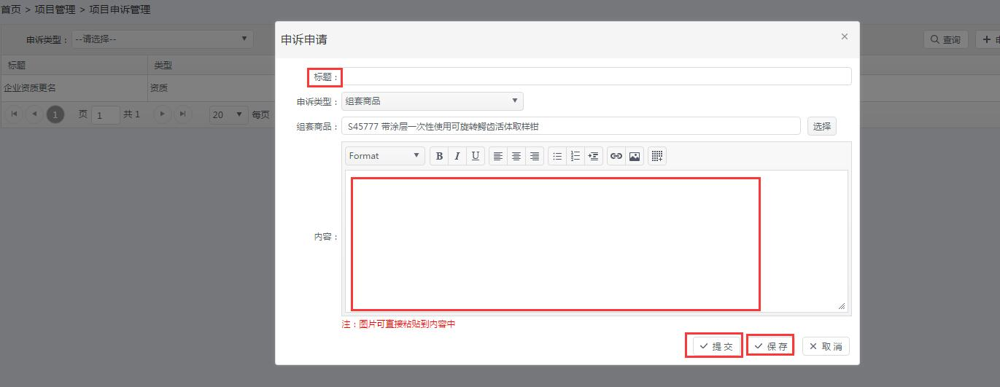 首页 > 项目管理 > 项目申诉管理
申诉类型： --请选择--
查询
标题 类型
企业资质更名 资质
1 页 1 共 1 20 每页
申诉申请
标题：
申诉类型： 组套商品
组套商品： S45777 带涂层一次性使用可旋转鳄齿活体取样钳 选择
Format B I U
内容：
注：图片可直接粘贴到内容中
提交 保存 取消